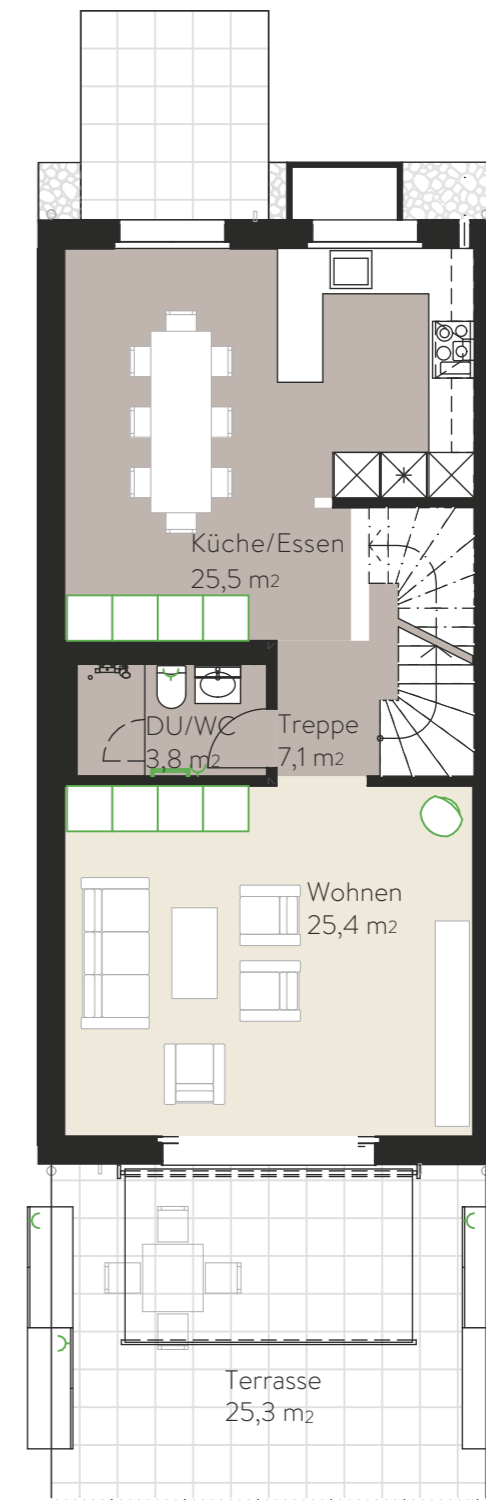 Küche/Essen
25,5 m2
DU/WC
3,8 m2
Treppe
7,1 m2
Wohnen
25,4 m2
Terrasse
25,3 m2